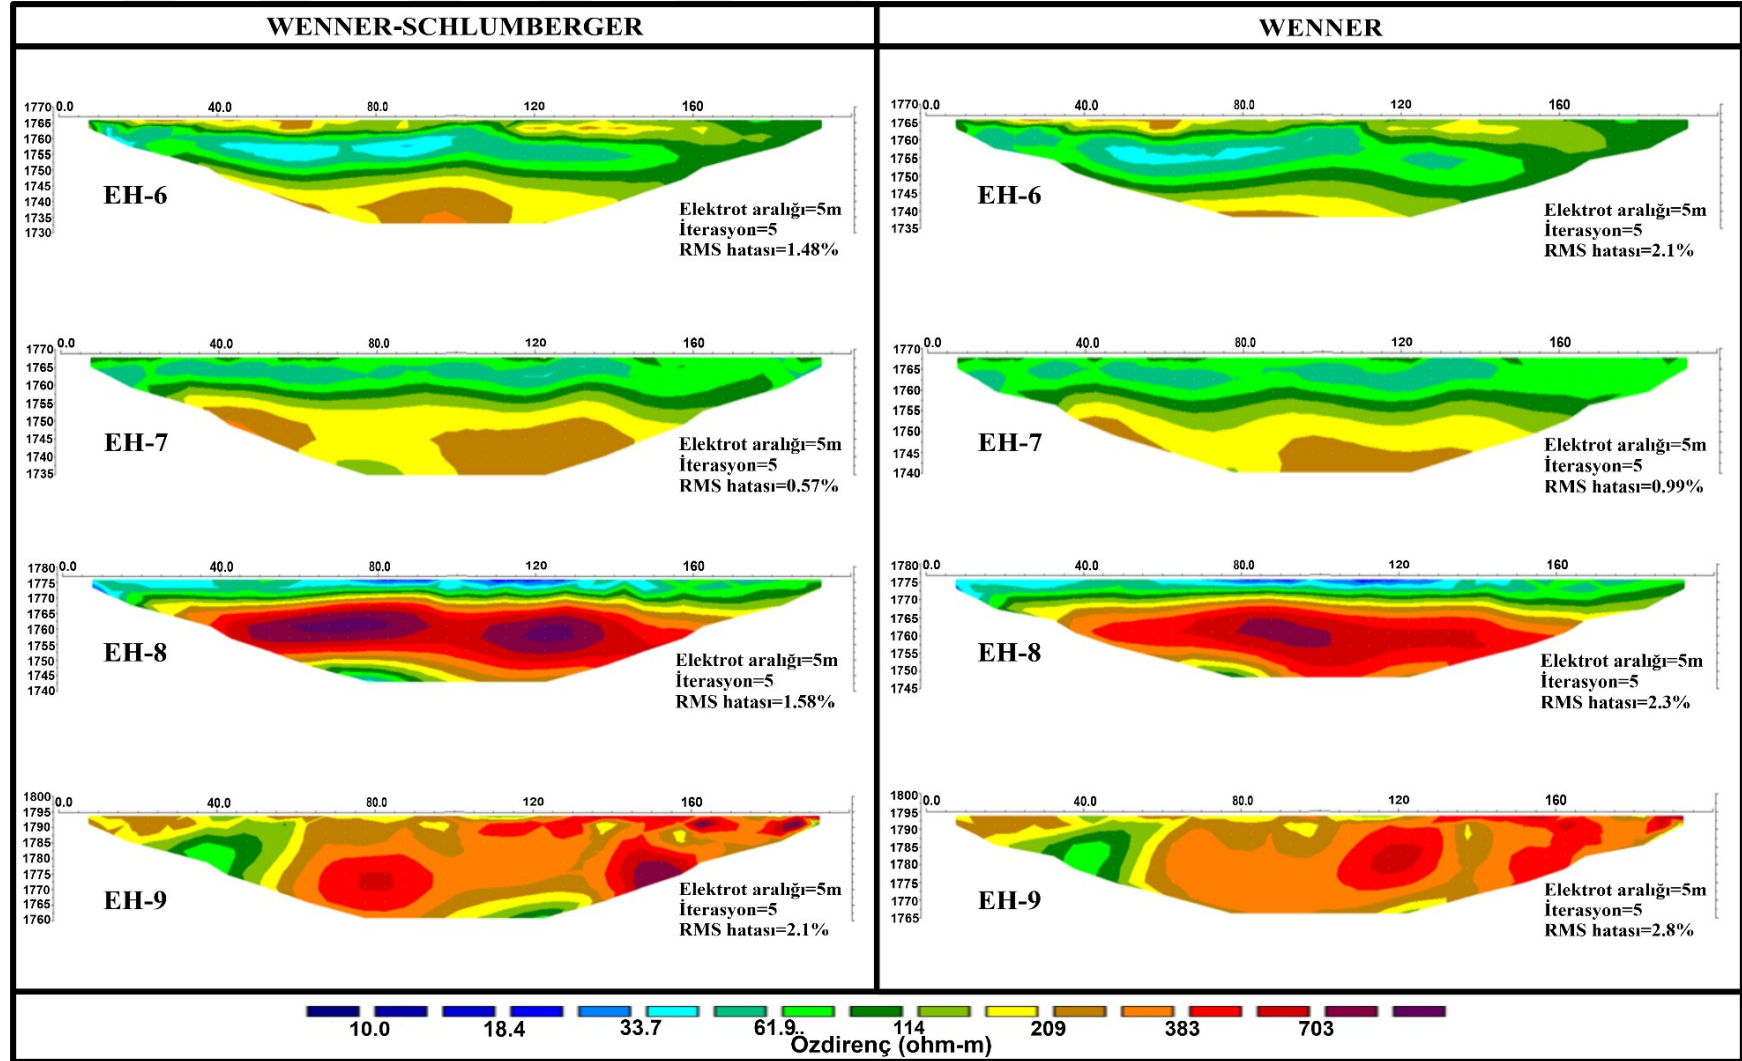 WENNER-SCHLUMBERGER
WENNER
0.0 40.0 80.0 120 160
1770
1765
1760
1755
1750
1745
1740
1735
1730
EH-6
Elektrot aralığı=5m
İterasyon=5
RMS hatası=1.48%
0.0 40.0 80.0 120 160
1770
1765
1760
1755
1750
1745
1740
1735
EH-6
Elektrot aralığı=5m
İterasyon=5
RMS hatası=2.1%
0.0 40.0 80.0 120 160
1770
1765
1760
1755
1750
1745
1740
1735
EH-7
Elektrot aralığı=5m
İterasyon=5
RMS hatası=0.57%
0.0 40.0 80.0 120 160
1770
1765
1760
1755
1750
1745
1740
EH-7
Elektrot aralığı=5m
İterasyon=5
RMS hatası=0.99%
0.0 40.0 80.0 120 160
1780
1775
1770
1765
1760
1755
1750
1745
1740
EH-8
Elektrot aralığı=5m
İterasyon=5
RMS hatası=1.58%
0.0 40.0 80.0 120 160
1780
1775
1770
1765
1760
1755
1750
1745
EH-8
Elektrot aralığı=5m
İterasyon=5
RMS hatası=2.3%
0.0 40.0 80.0 120 160
1800
1795
1790
1785
1780
1775
1770
1765
1760
EH-9
Elektrot aralığı=5m
İterasyon=5
RMS hatası=2.1%
0.0 40.0 80.0 120 160
1800
1795
1790
1785
1780
1775
1770
1765
EH-9
Elektrot aralığı=5m
İterasyon=5
RMS hatası=2.8%
10.0 18.4 33.7 61.9.. 114 209 383 703
Özdirenç (ohm-m)